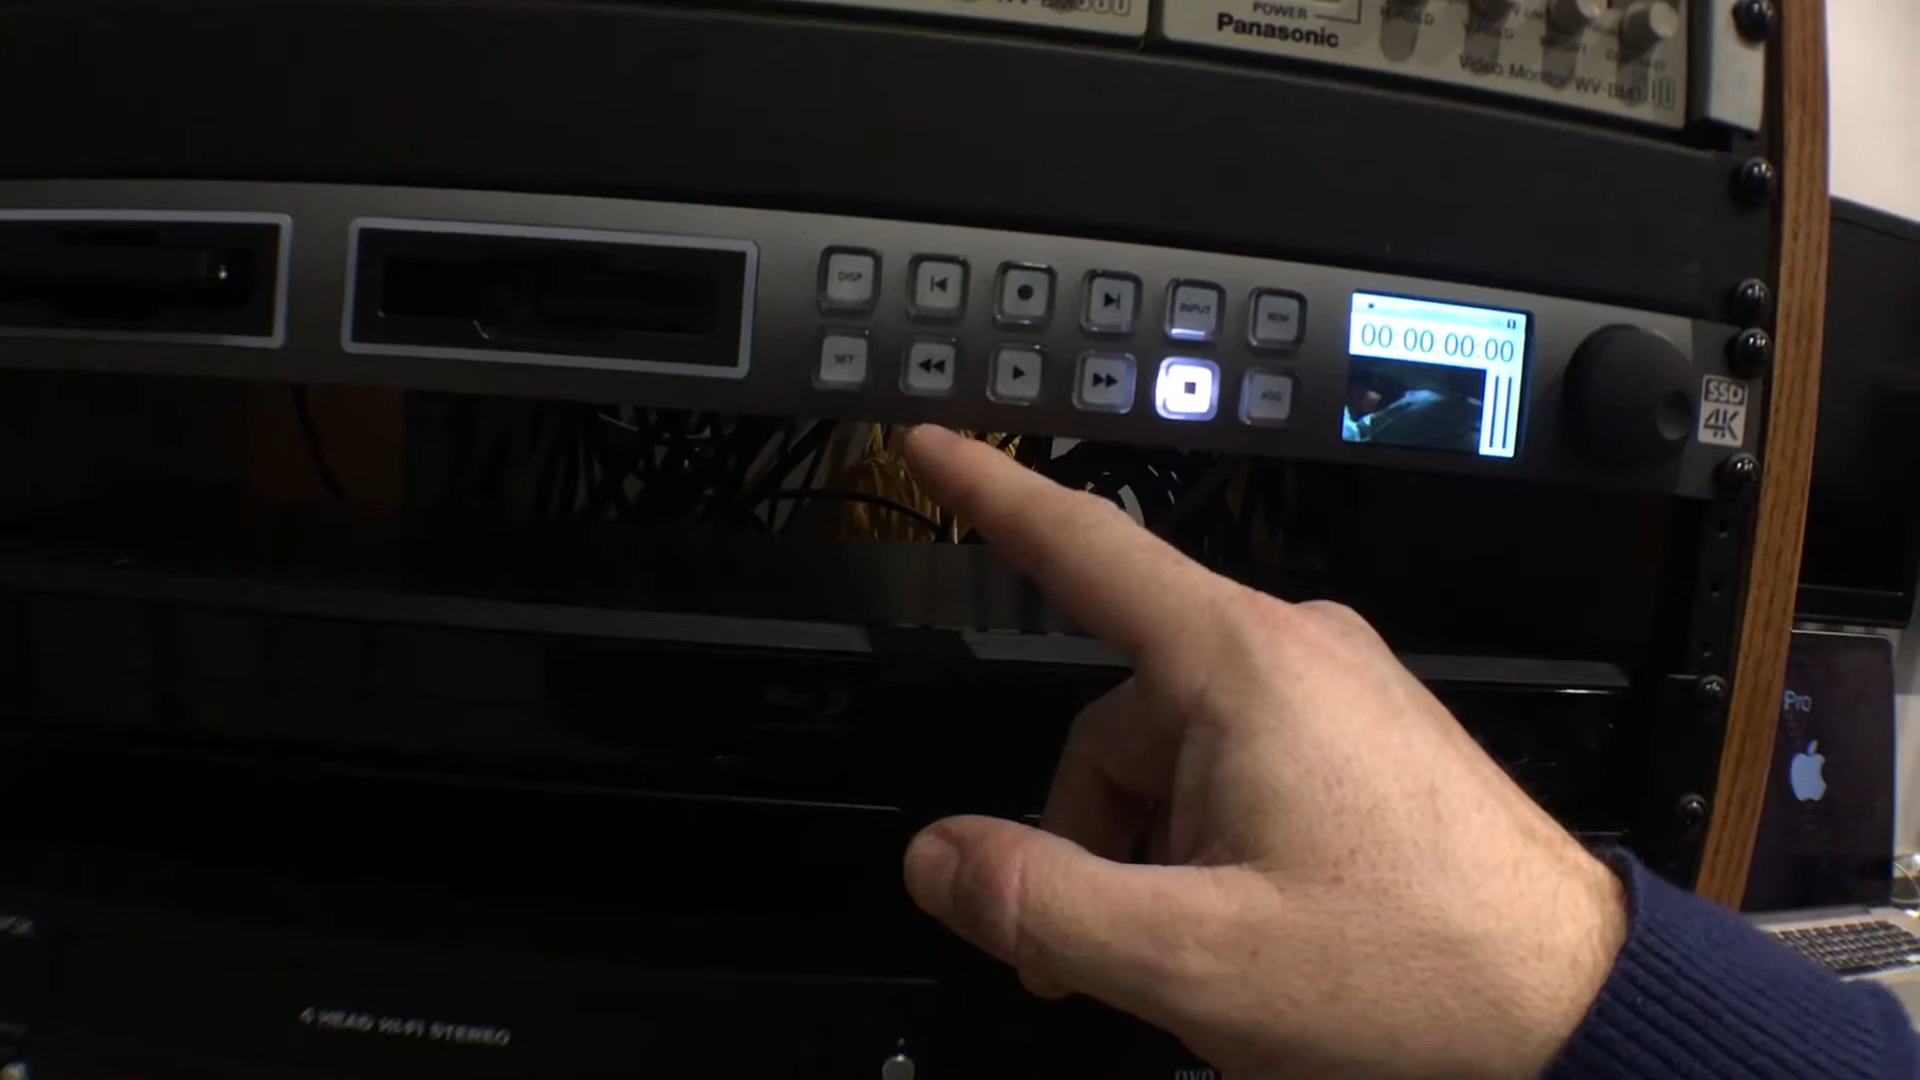 POWER
Panasonic
Video Monitor WV-BM
DISP
INPUT
REM
SET
JOG
00:00:00:00
SSD
4K
Pro
4 HEAD HI-FI STEREO
DVD